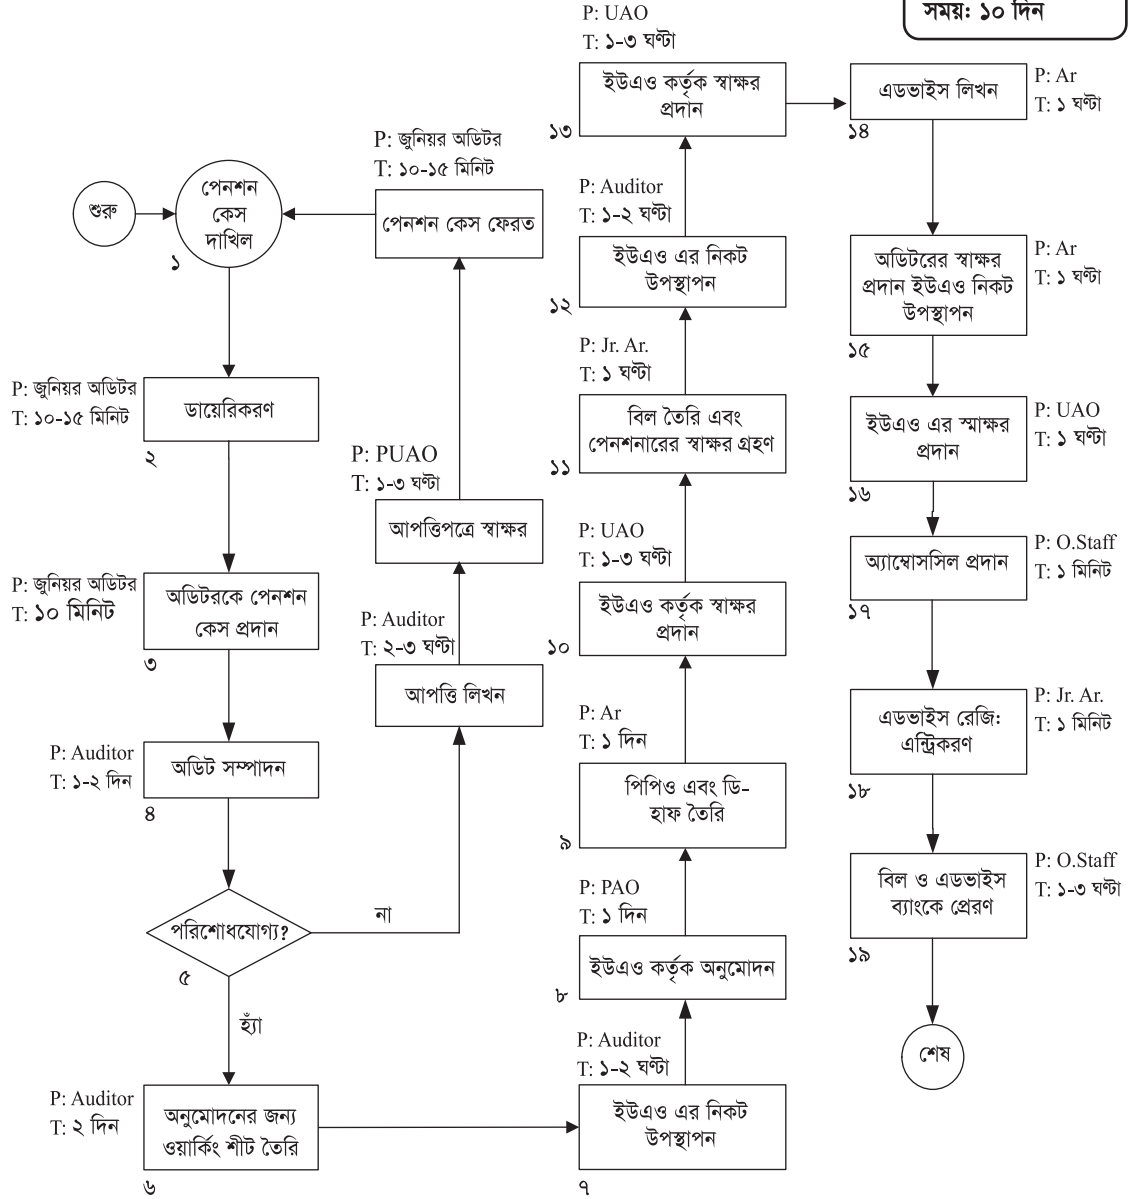 সময়: ১০ দিন
শুরু
পেনশন
কেস
দাখিল
১
P: জুনিয়র অডিটর
T: ১০-১৫ মিনিট
ডায়েরিকরণ
২
P: জুনিয়র অডিটর
T: ১০ মিনিট
অডিটরকে পেনশন
কেস প্রদান
৩
P: Auditor
T: ১-২ দিন
অডিট সম্পাদন
৪
পরিশোধযোগ্য?
৫
না
হ্যাঁ
P: Auditor
T: ২-৩ ঘণ্টা
আপত্তি লিখন
P: PUAO
T: ১-৩ ঘণ্টা
আপত্তিপত্রে স্বাক্ষর
P: জুনিয়র অডিটর
T: ১০-১৫ মিনিট
পেনশন কেস ফেরত
P: Auditor
T: ২ দিন
অনুমোদনের জন্য
ওয়ার্কিং শীট তৈরি
৬
P: Auditor
T: ১-২ ঘণ্টা
ইউএও এর নিকট
উপস্থাপন
৭
P: PAO
T: ১ দিন
ইউএও কর্তৃক অনুমোদন
৮
P: Ar
T: ১ দিন
পিপিও এবং ডি-
হাফ তৈরি
৯
P: UAO
T: ১-৩ ঘণ্টা
ইউএও কর্তৃক স্বাক্ষর
প্রদান
১০
P: Jr. Ar.
T: ১ ঘণ্টা
বিল তৈরি এবং
পেনশনারের স্বাক্ষর গ্রহণ
১১
P: Auditor
T: ১-২ ঘণ্টা
ইউএও এর নিকট
উপস্থাপন
১২
P: UAO
T: ১-৩ ঘণ্টা
ইউএও কর্তৃক স্বাক্ষর
প্রদান
১৩
P: Ar
T: ১ ঘণ্টা
এডভাইস লিখন
১৪
P: Ar
T: ১ ঘণ্টা
অডিটরের স্বাক্ষর
প্রদান ইউএও নিকট
উপস্থাপন
১৫
P: UAO
T: ১ ঘণ্টা
ইউএও এর স্মাক্ষর
প্রদান
১৬
P: O.Staff
T: ১ মিনিট
অ্যাম্বোসসিল প্রদান
১৭
P: Jr. Ar.
T: ১ মিনিট
এডভাইস রেজি:
এন্ট্রিকরণ
১৮
P: O.Staff
T: ১-৩ ঘণ্টা
বিল ও এডভাইস
ব্যাংকে প্রেরণ
১৯
শেষ